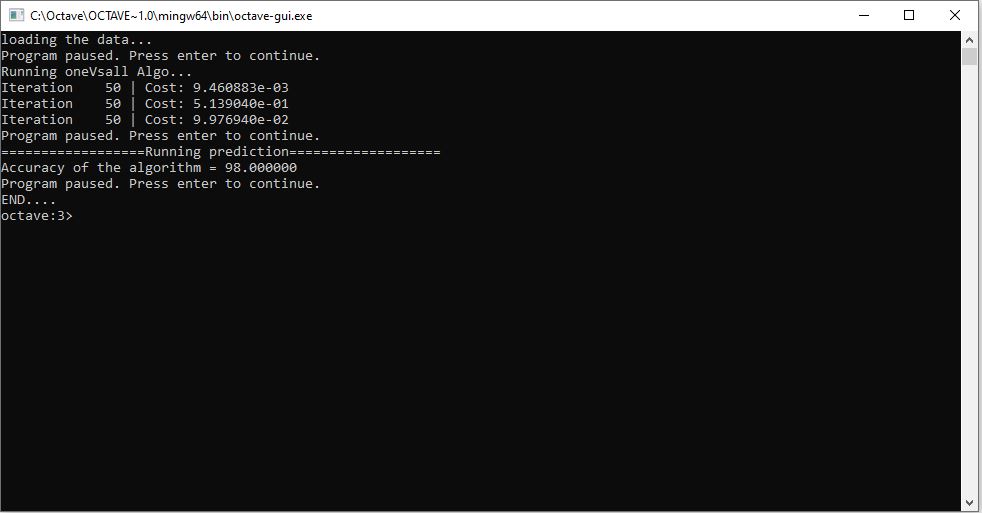 C:\Octave\OCTAVE~1.0\mingw64\bin\octave-gui.exe
loading the data...
Program paused. Press enter to continue.
Running oneVsall Algo...
Iteration    50 | Cost: 9.460883e-03
Iteration    50 | Cost: 5.139040e-01
Iteration    50 | Cost: 9.976940e-02
Program paused. Press enter to continue.
==================Running prediction===================
Accuracy of the algorithm = 98.000000
Program paused. Press enter to continue.
END....
octave:3>